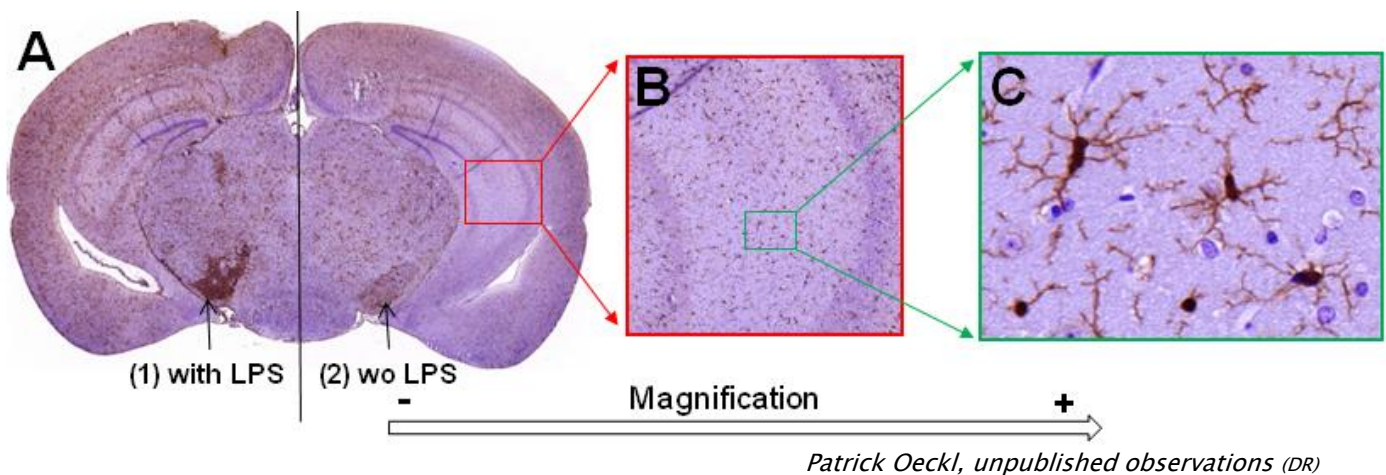 A
B
C
(1) with LPS
(2) wo LPS
-
Magnification
+
Patrick Oeckl, unpublished observations (DR)